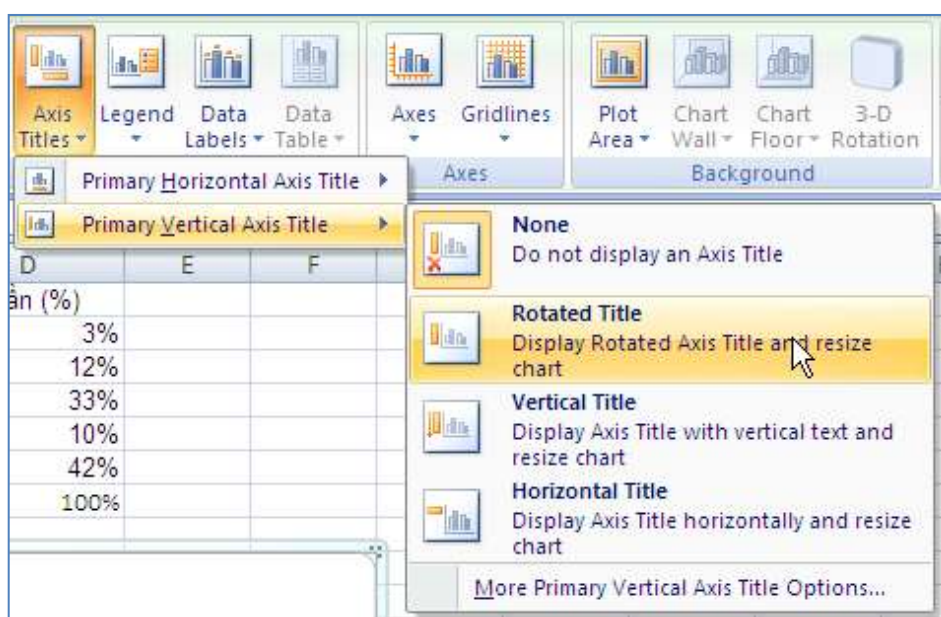 Axis Titles Legend Data Labels Data Table Axes Gridlines Plot Area Chart Wall Chart Floor 3-D Rotation
Primary Horizontal Axis Title
Axes
Background
Primary Vertical Axis Title
None
Do not display an Axis Title
Rotated Title
Display Rotated Axis Title and resize
chart
Vertical Title
Display Axis Title with vertical text and
resize chart
Horizontal Title
Display Axis Title horizontally and resize
chart
More Primary Vertical Axis Title Options...
D E F
(%)
3%
12%
33%
10%
42%
100%